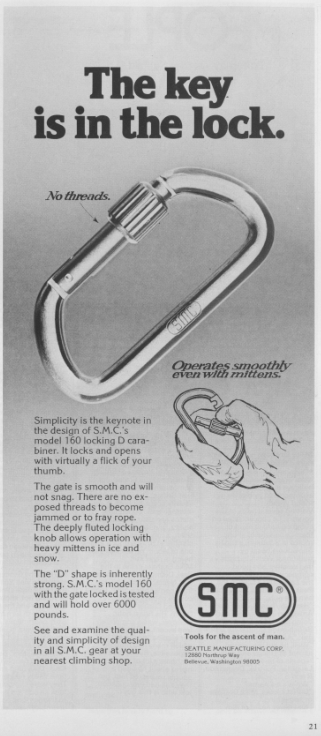 The key
is in the lock.
No threads.
SMC
Operates smoothly
even with mittens.
Simplicity is the keynote in
the design of S.M.C.'s
model 160 locking D cara-
biner. It locks and opens
with virtually a flick of your
thumb.
The gate is smooth and will
not snag. There are no ex-
posed threads to become
jammed or to fray rope.
The deeply fluted locking
knob allows operation with
heavy mittens in ice and
snow.
The "D" shape is inherently
strong. S.M.C.'s model 160
with the gate locked is tested
and will hold over 6000
pounds.
See and examine the qual-
ity and simplicity of design
in all S.M.C. gear at your
nearest climbing shop.
SMC®
Tools for the ascent of man.
SEATTLE MANUFACTURING CORP.
12880 Northrup Way
Bellevue, Washington 98005
21